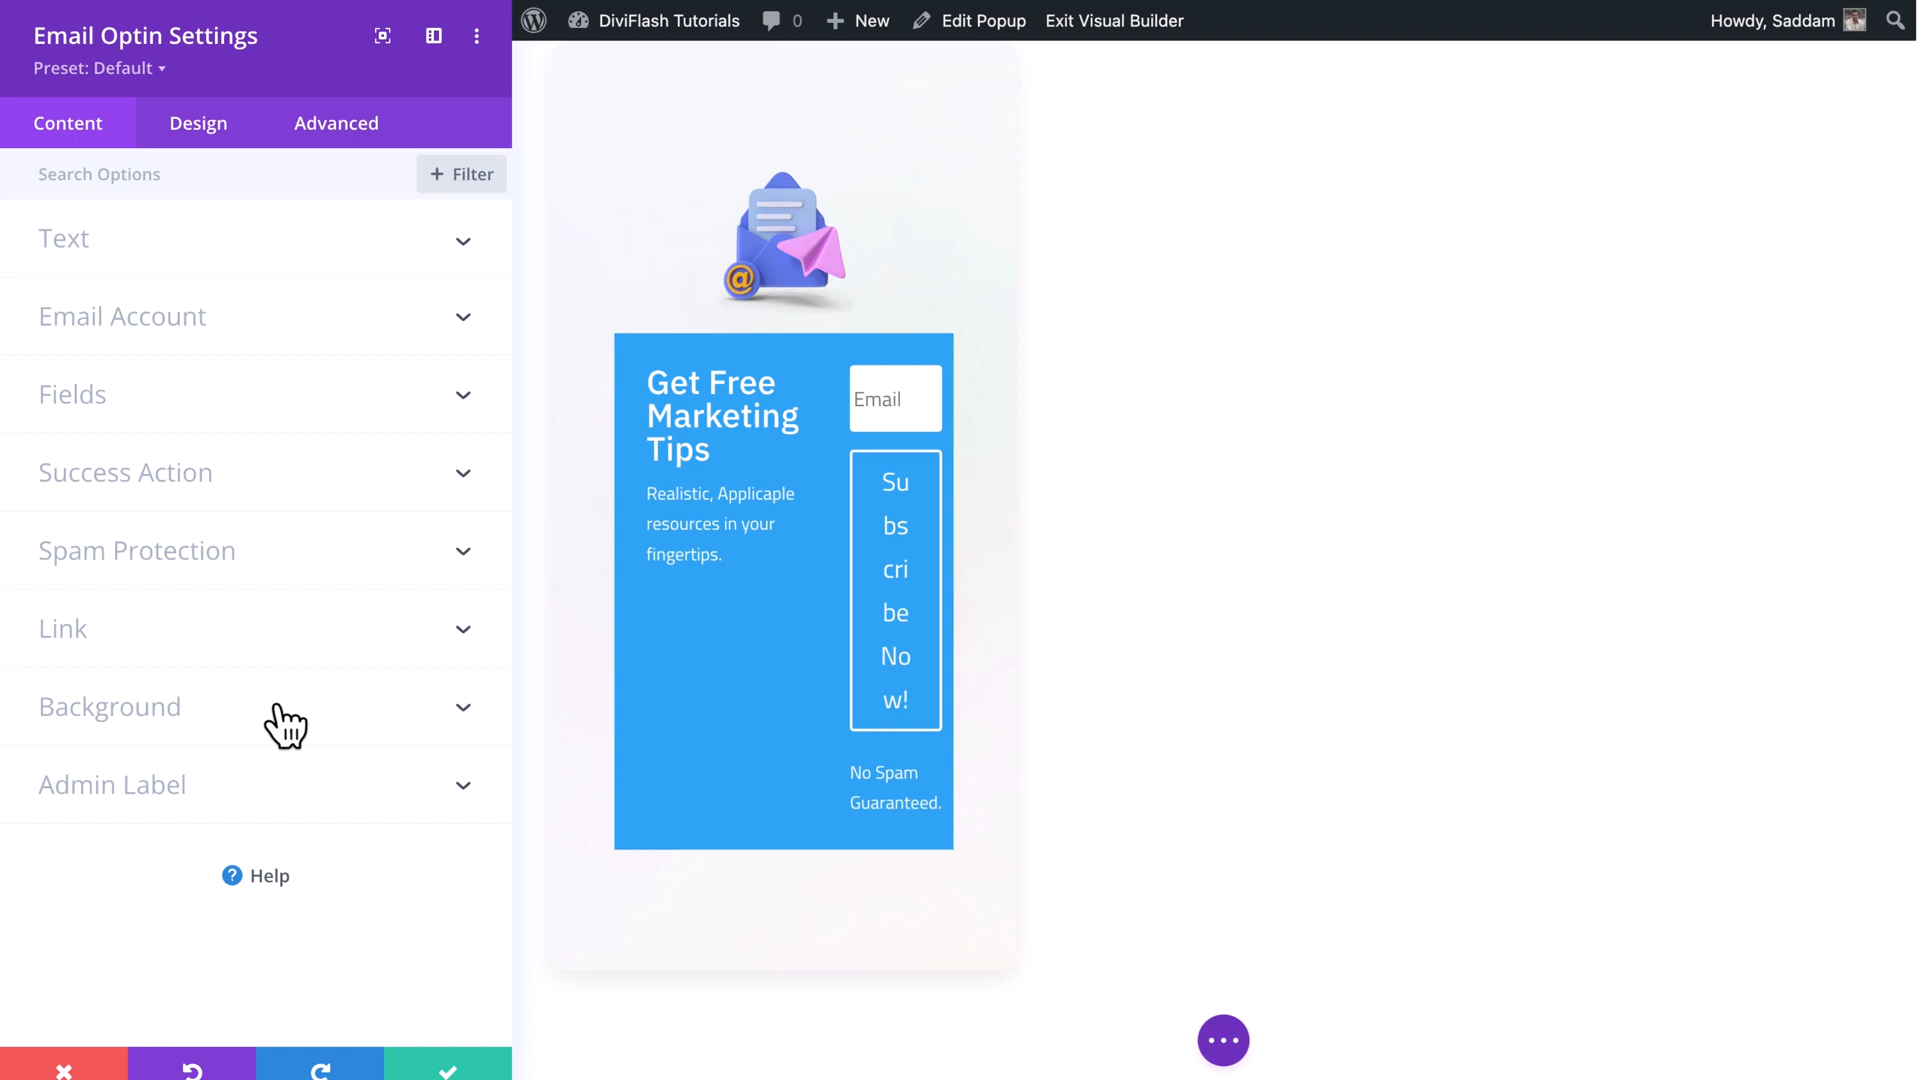 Email Optin Settings
Preset: Default
Content Design Advanced
Search Options
+ Filter
Text
Email Account
Fields
Success Action
Spam Protection
Link
Background
Admin Label
? Help
DiviFlash Tutorials 0 + New Edit Popup Exit Visual Builder
Howdy, Saddam
@
Get Free
Marketing
Tips
Realistic, Applicaple
resources in your
fingertips.
Email
Su
bs
cri
be
No
w!
No Spam
Guaranteed.